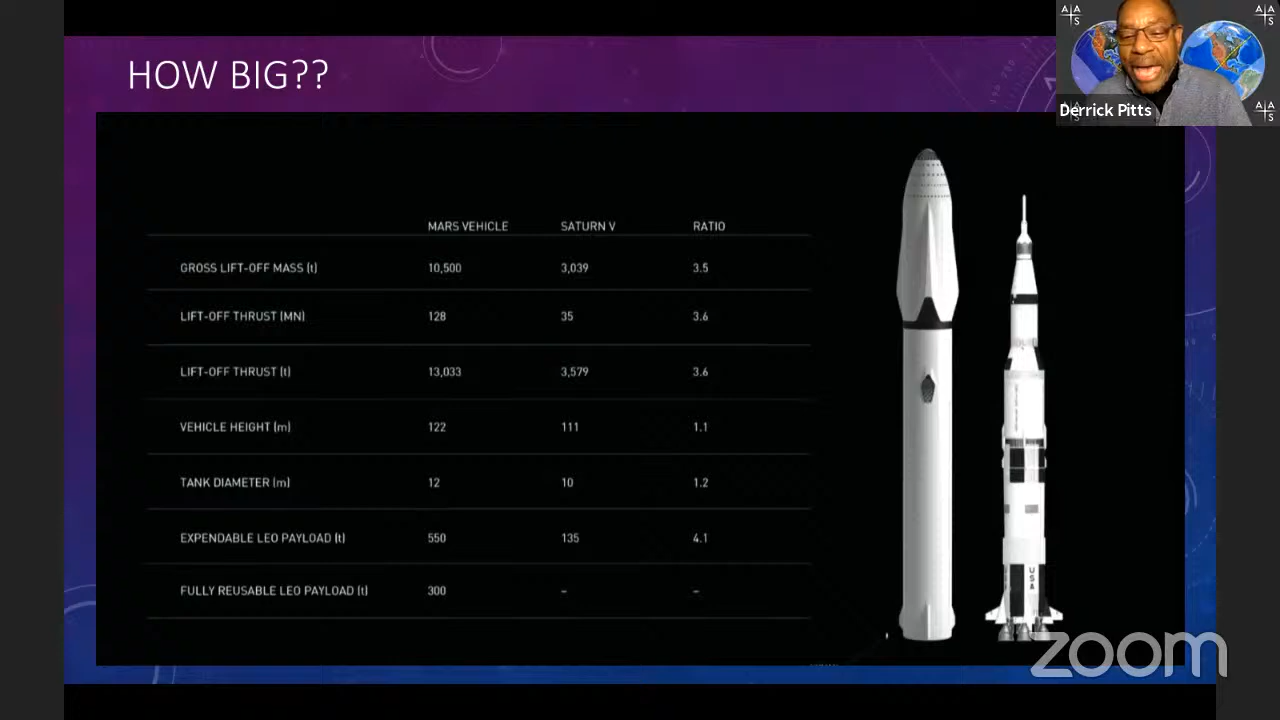 HOW BIG??
A A
S
A A
S
Derrick Pitts
A A
S
MARS VEHICLE SATURN V RATIO
GROSS LIFT-OFF MASS (t) 10,500 3,039 3.5
LIFT-OFF THRUST (MN) 128 35 3.6
LIFT-OFF THRUST (t) 13,033 3,579 3.6
VEHICLE HEIGHT (m) 122 111 1.1
TANK DIAMETER (m) 12 10 1.2
EXPENDABLE LEO PAYLOAD (t) 550 135 4.1
FULLY REUSABLE LEO PAYLOAD (t) 300 – –
USA
zoom